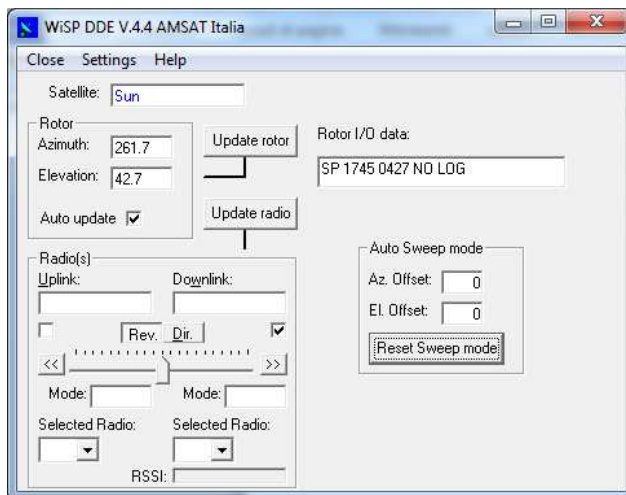 WiSP DDE V.4.4 AMSAT Italia
Close Settings Help
Satellite: Sun
Rotor
Azimuth: 261.7
Elevation: 42.7
Auto update
Update rotor
Update radio
Rotor I/O data:
SP 1745 0427 NO LOG
Radio(s)
Uplink: Downlink:
Rev. Dir.
<< >>
Mode: Mode:
Selected Radio: Selected Radio:
RSSI:
Auto Sweep mode
Az. Offset: 0
El. Offset: 0
Reset Sweep mode